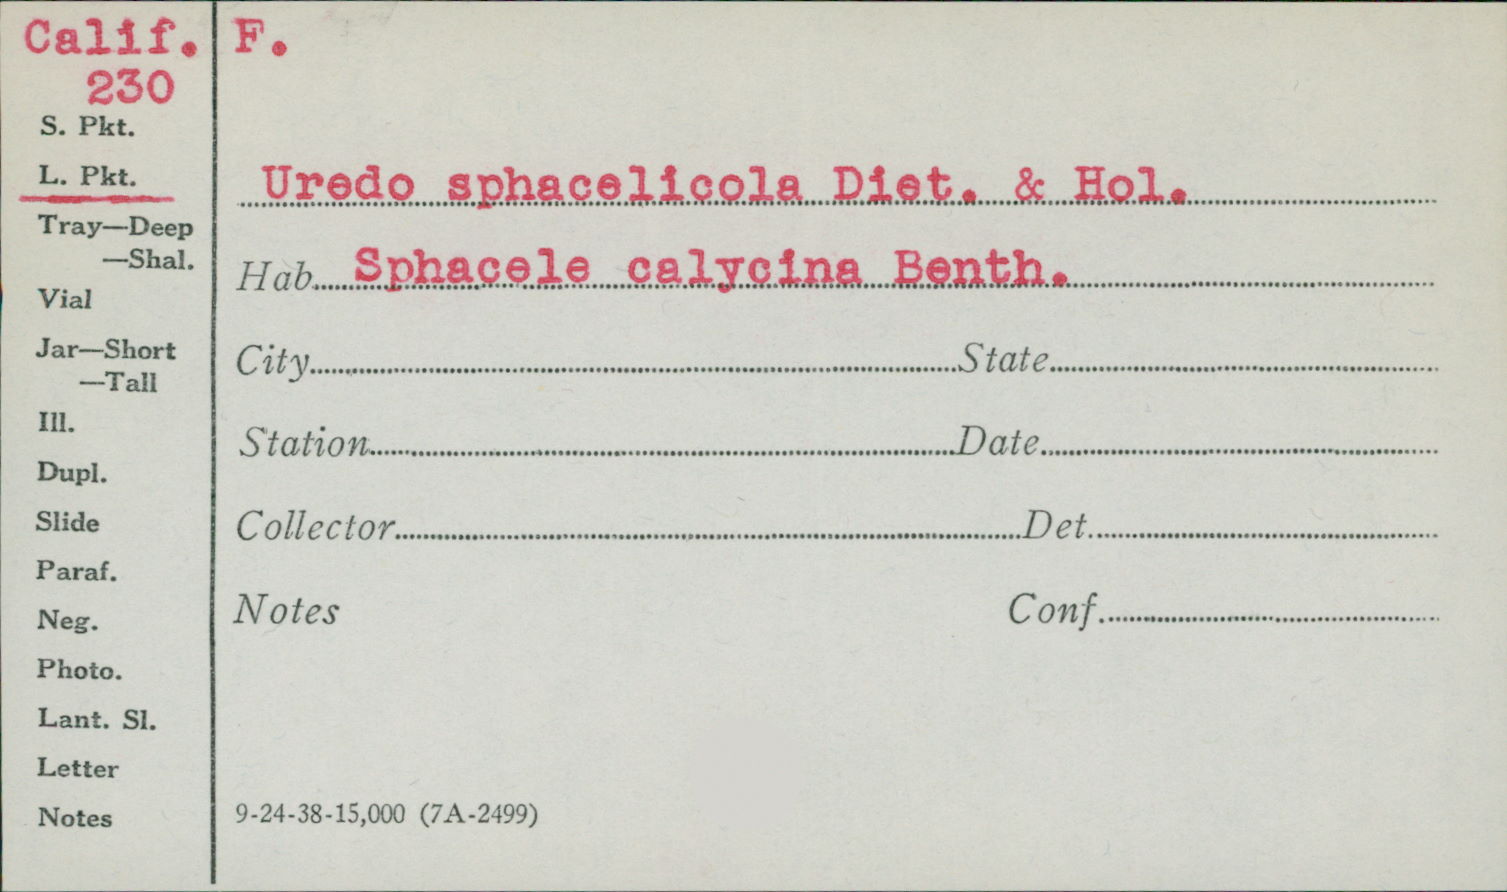 Calif.
230
S. Pkt.
L. Pkt.
Tray—Deep
—Shal.
Vial
Jar—Short
—Tall
Ill.
Dupl.
Slide
Paraf.
Neg.
Photo.
Lant. Sl.
Letter
Notes
F.
Uredo sphacelicola Diet. & Hol.
Hab. Sphacele calycina Benth.
City State
Station Date
Collector Det.
Notes Conf.
9-24-38-15,000 (7A-2499)